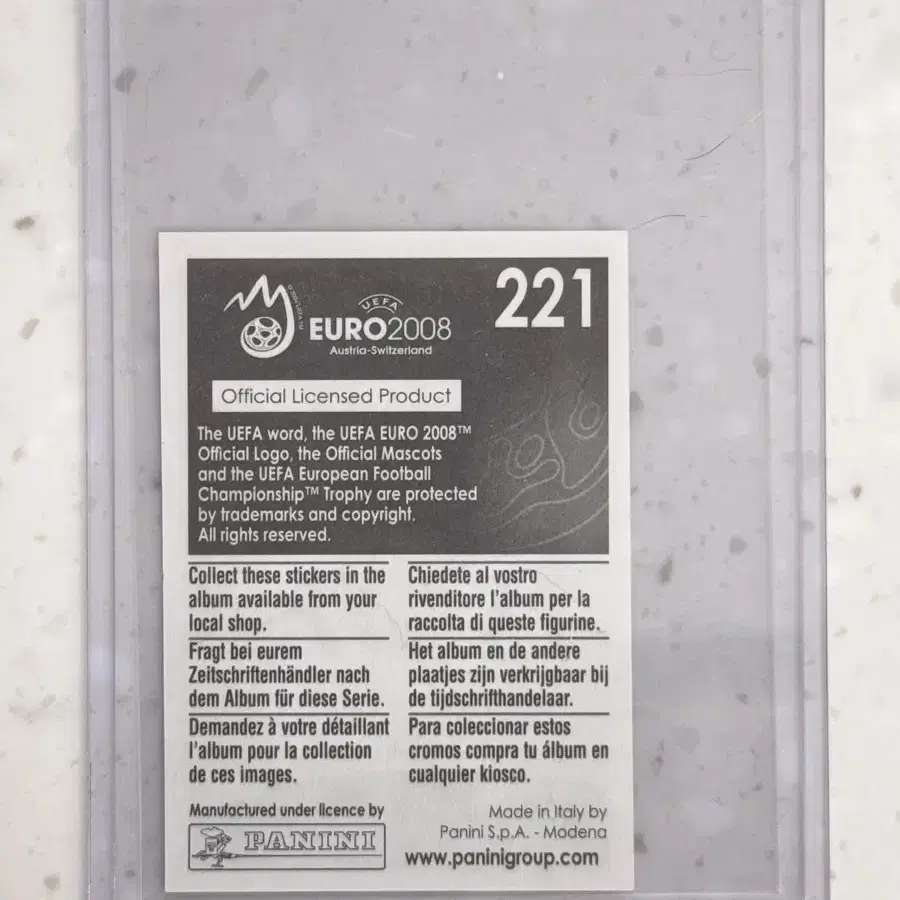 © 2004 UEFA TM
UEFA
EURO2008
Austria-Switzerland
221
Official Licensed Product
The UEFA word, the UEFA EURO 2008™
Official Logo, the Official Mascots
and the UEFA European Football
Championship™ Trophy are protected
by trademarks and copyright.
All rights reserved.
Collect these stickers in the
album available from your
local shop.
Chiedete al vostro
rivenditore l'album per la
raccolta di queste figurine.
Fragt bei eurem
Zeitschriftenhändler nach
dem Album für diese Serie.
Het album en de andere
plaatjes zijn verkrijgbaar bij
de tijdschrifthandelaar.
Demandez à votre détaillant
l'album pour la collection
de ces images.
Para coleccionar estos
cromos compra tu álbum en
cualquier kiosco.
Manufactured under licence by
PANINI
Made in Italy by
Panini S.p.A. - Modena
www.paninigroup.com